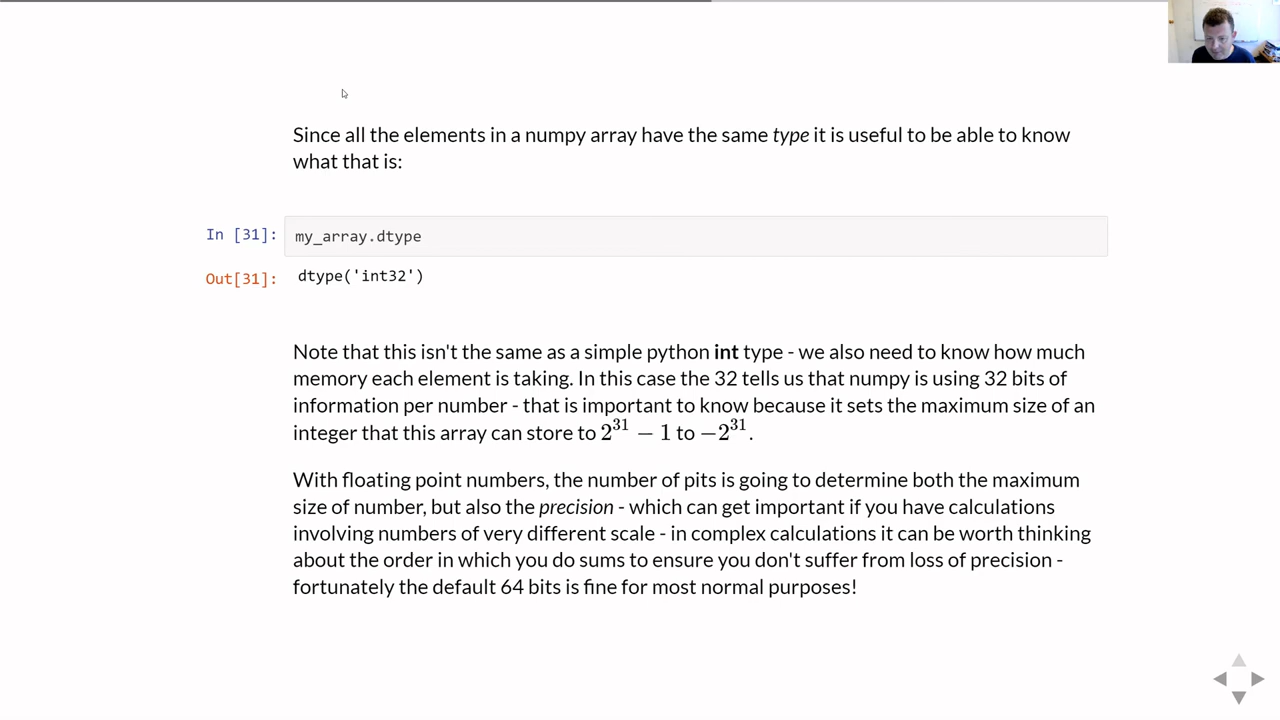 Since all the elements in a numpy array have the same type it is useful to be able to know
what that is:
In [31]: my_array.dtype
Out[31]: dtype('int32')
Note that this isn't the same as a simple python int type - we also need to know how much
memory each element is taking. In this case the 32 tells us that numpy is using 32 bits of
information per number - that is important to know because it sets the maximum size of an
integer that this array can store to 2^31 − 1 to −2^31.
With floating point numbers, the number of pits is going to determine both the maximum
size of number, but also the precision - which can get important if you have calculations
involving numbers of very different scale - in complex calculations it can be worth thinking
about the order in which you do sums to ensure you don't suffer from loss of precision -
fortunately the default 64 bits is fine for most normal purposes!